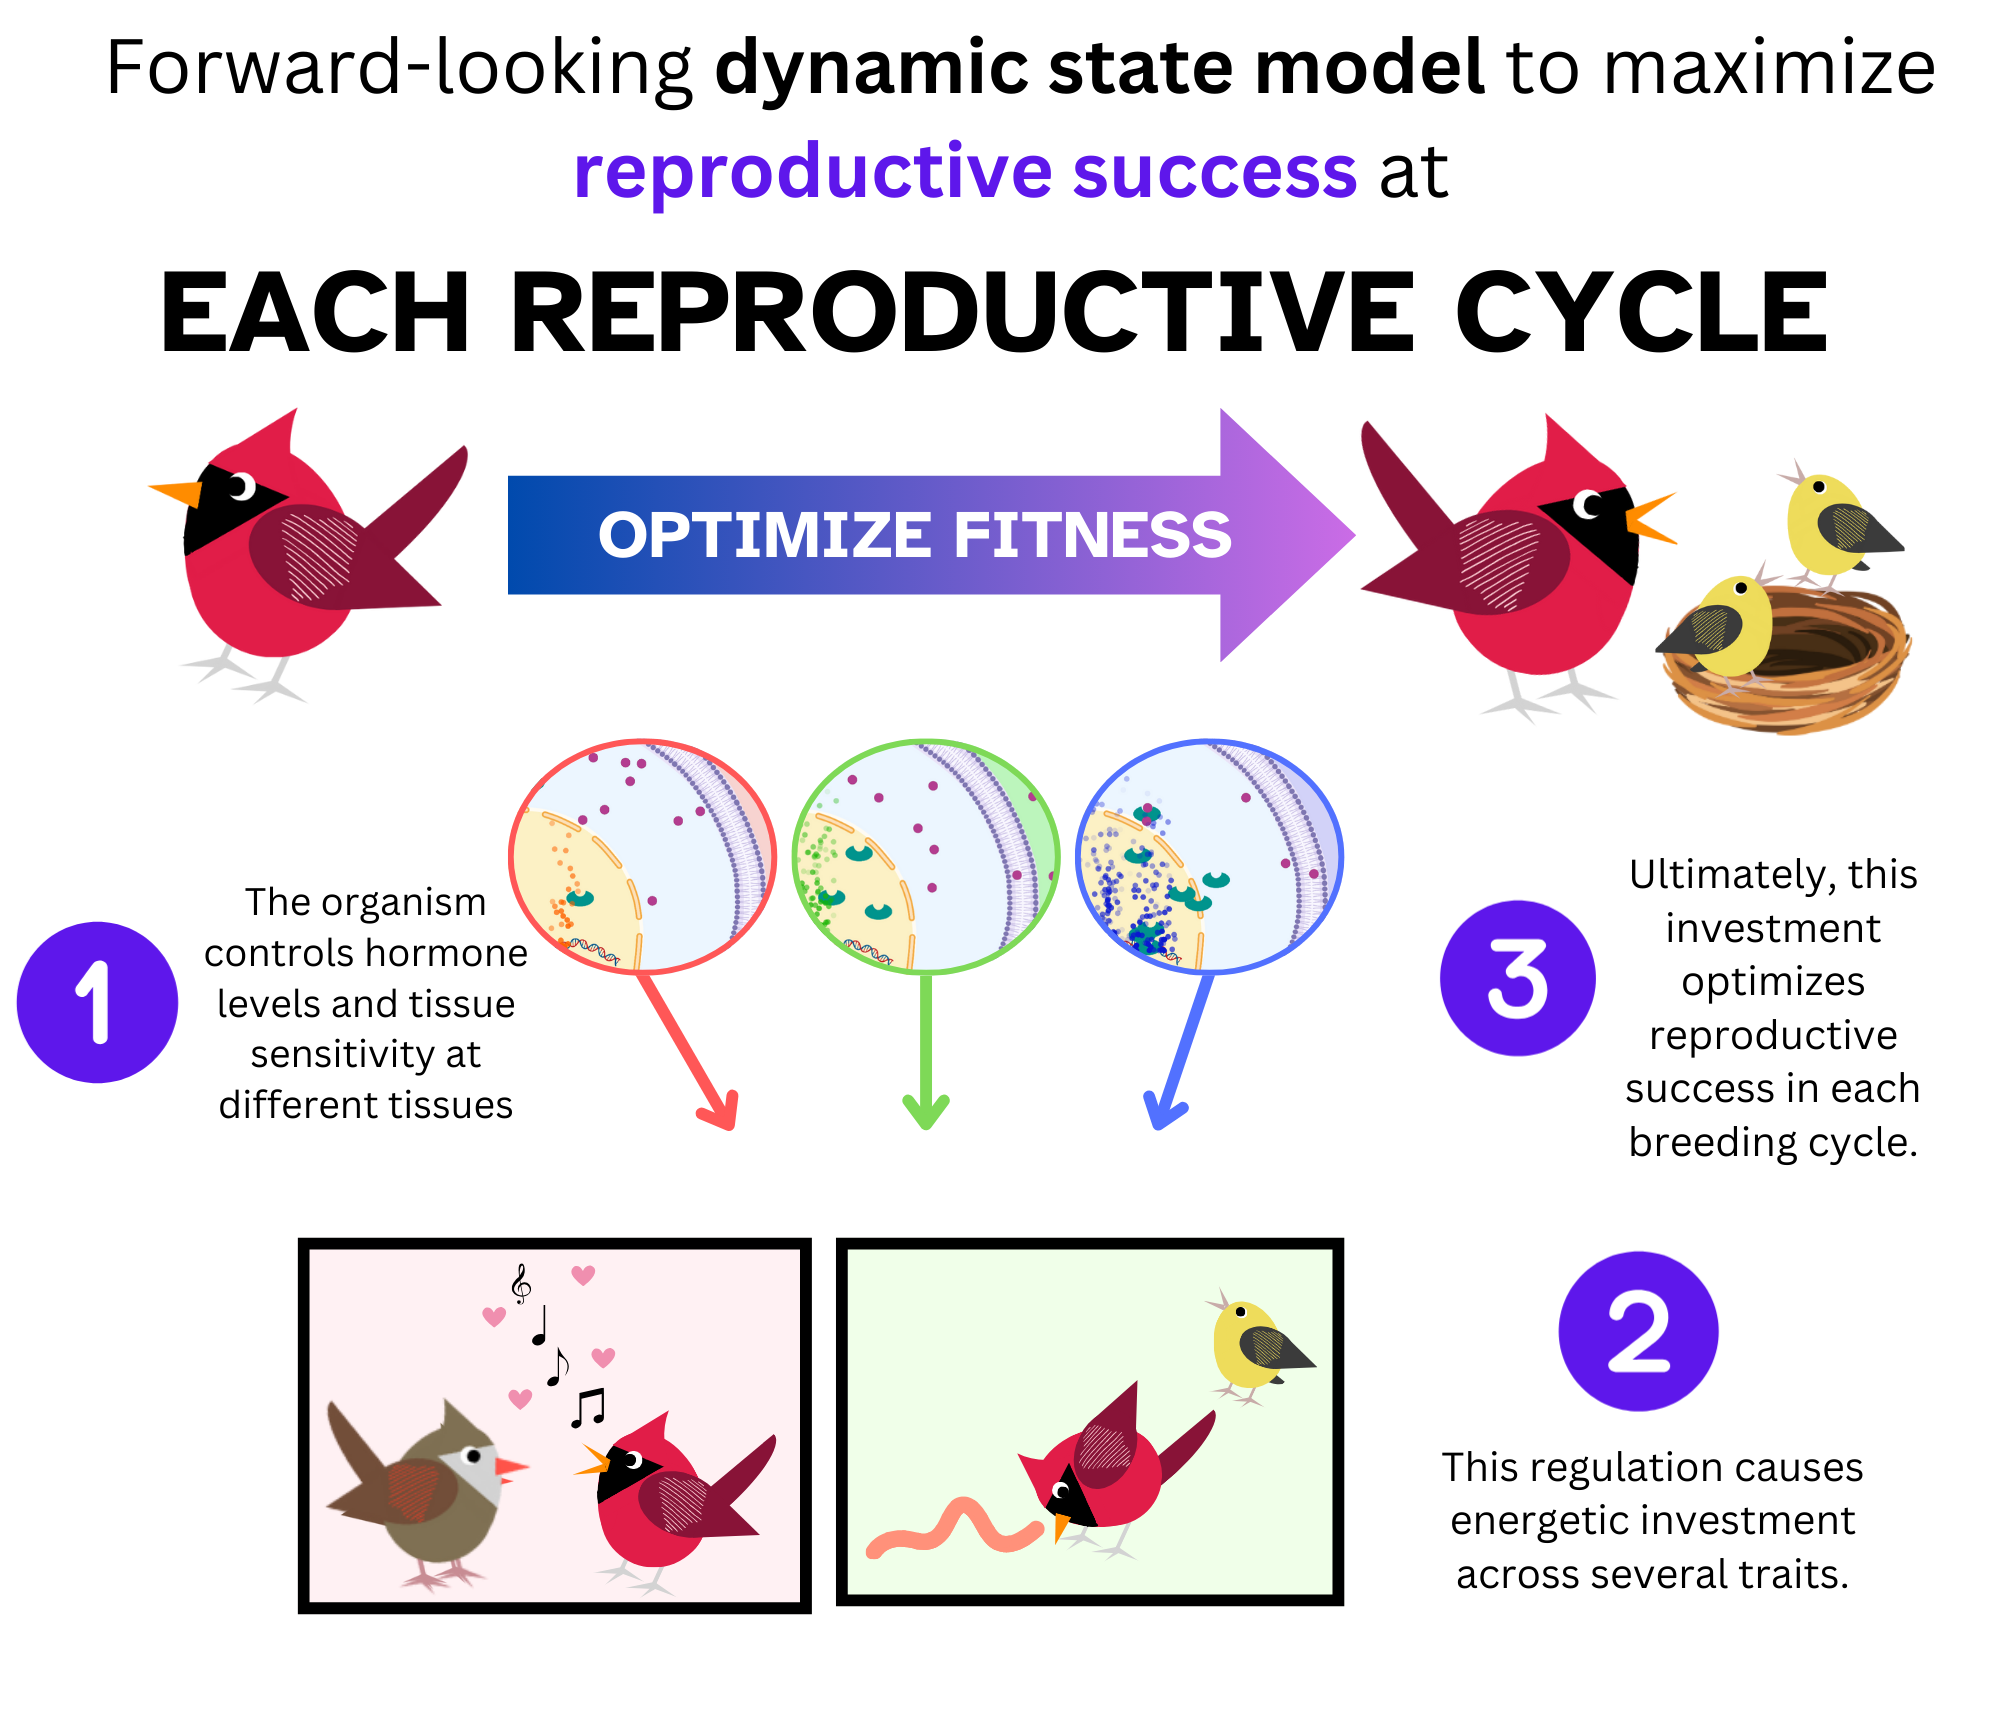 Forward-looking dynamic state model to maximize
reproductive success at
EACH REPRODUCTIVE CYCLE
OPTIMIZE FITNESS
1
The organism
controls hormone
levels and tissue
sensitivity at
different tissues
3
Ultimately, this
investment
optimizes
reproductive
success in each
breeding cycle.
2
This regulation causes
energetic investment
across several traits.